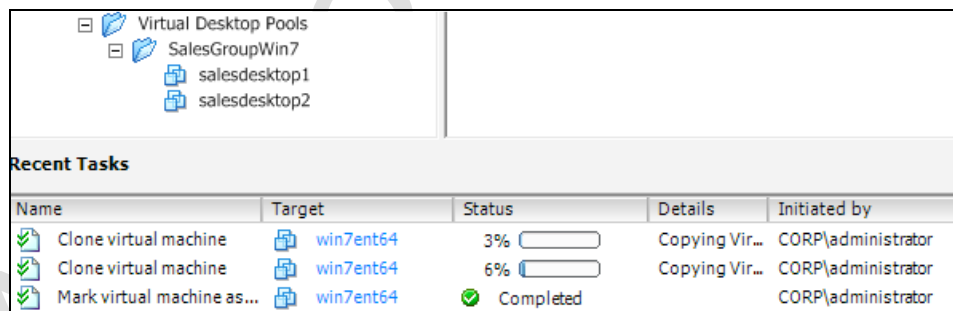 Virtual Desktop Pools
SalesGroupWin7
salesdesktop1
salesdesktop2
Recent Tasks
Name Target Status Details Initiated by
Clone virtual machine win7ent64 3% Copying Vir... CORP\administrator
Clone virtual machine win7ent64 6% Copying Vir... CORP\administrator
Mark virtual machine as... win7ent64 Completed CORP\administrator